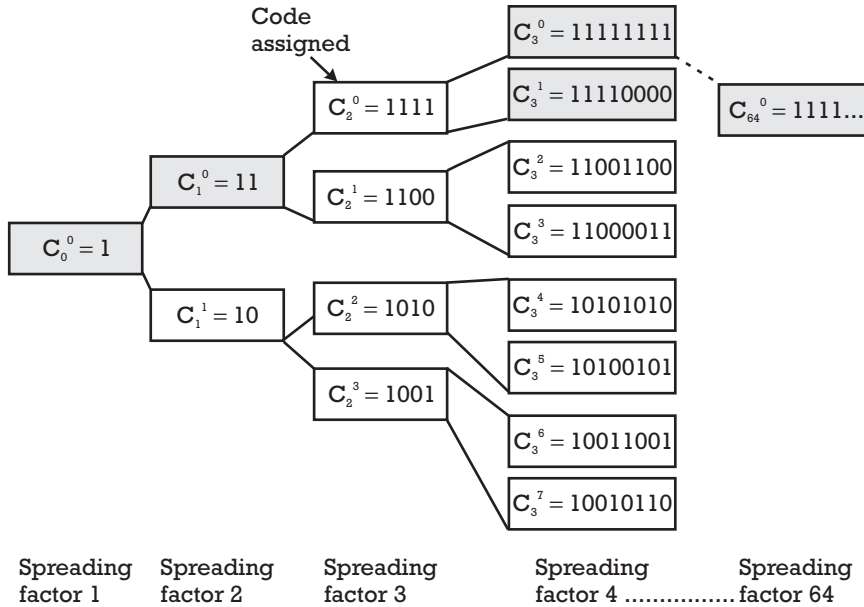 Code
assigned
C₃⁰ = 11111111
C₃¹ = 11110000
C₂⁰ = 1111
C₆₄⁰ = 1111...
C₃² = 11001100
C₁⁰ = 11
C₂¹ = 1100
C₃³ = 11000011
C₀⁰ = 1
C₃⁴ = 10101010
C₂² = 1010
C₁¹ = 10
C₃⁵ = 10100101
C₂³ = 1001
C₃⁶ = 10011001
C₃⁷ = 10010110
Spreading
factor 1
Spreading
factor 2
Spreading
factor 3
Spreading
factor 4 ................
Spreading
factor 64